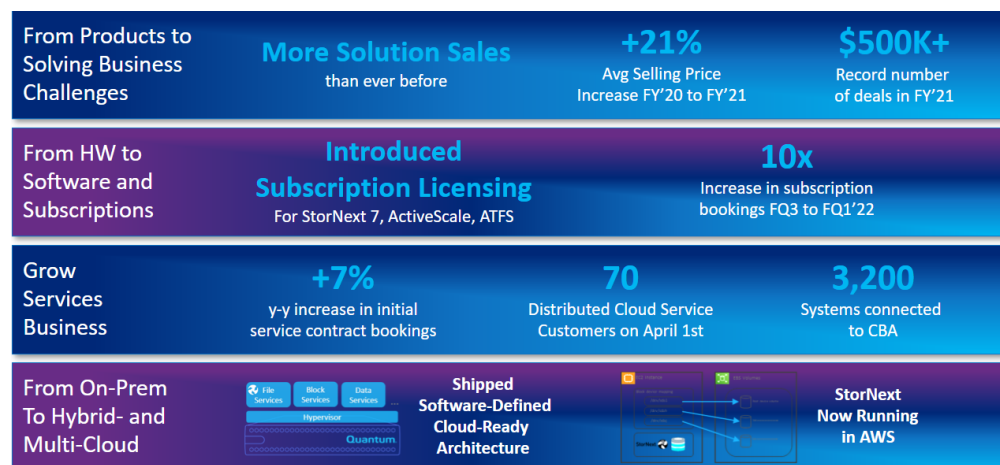 From Products to
Solving Business
Challenges
More Solution Sales
than ever before
+21%
Avg Selling Price
Increase FY'20 to FY'21
$500K+
Record number
of deals in FY'21
From HW to
Software and
Subscriptions
Introduced
Subscription Licensing
For StorNext 7, ActiveScale, ATFS
10x
Increase in subscription
bookings FQ3 to FQ1'22
Grow
Services
Business
+7%
y-y increase in initial
service contract bookings
70
Distributed Cloud Service
Customers on April 1st
3,200
Systems connected
to CBA
From On-Prem
To Hybrid- and
Multi-Cloud
File
Services
Block
Services
Data
Services
...
Hypervisor
Quantum
Shipped
Software-Defined
Cloud-Ready
Architecture
StorNext
StorNext
Now Running
in AWS